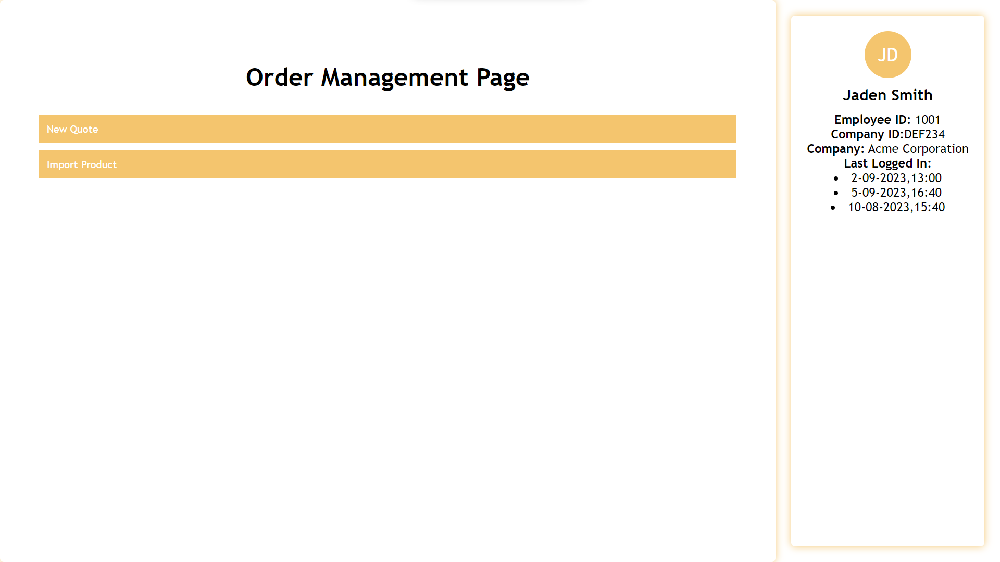 Order Management Page
New Quote
Import Product
JD
Jaden Smith
Employee ID: 1001
Company ID:DEF234
Company: Acme Corporation
Last Logged In:
• 2-09-2023,13:00
• 5-09-2023,16:40
• 10-08-2023,15:40